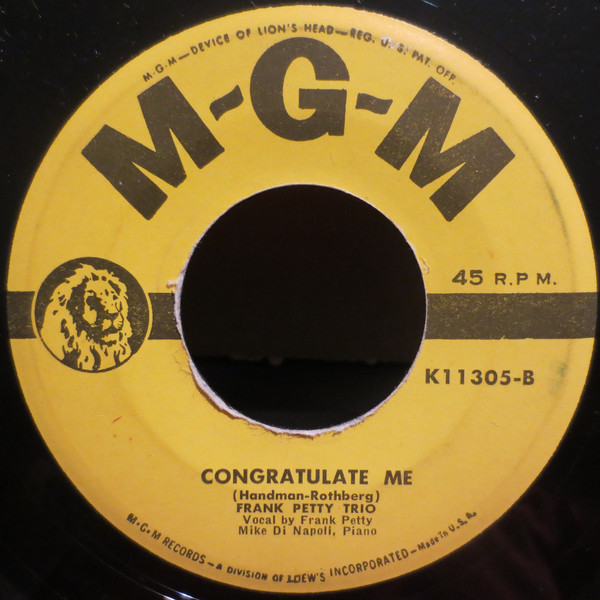 M-G-M—DEVICE OF LION'S HEAD—REG. U.S. PAT. OFF.
M-G-M
45 R.P.M.
K11305-B
CONGRATULATE ME
(Handman-Rothberg)
FRANK PETTY TRIO
Vocal by Frank Petty
Mike Di Napoli, Piano
M-G-M RECORDS—A DIVISION OF LOEW'S INCORPORATED—Made In U.S.A.